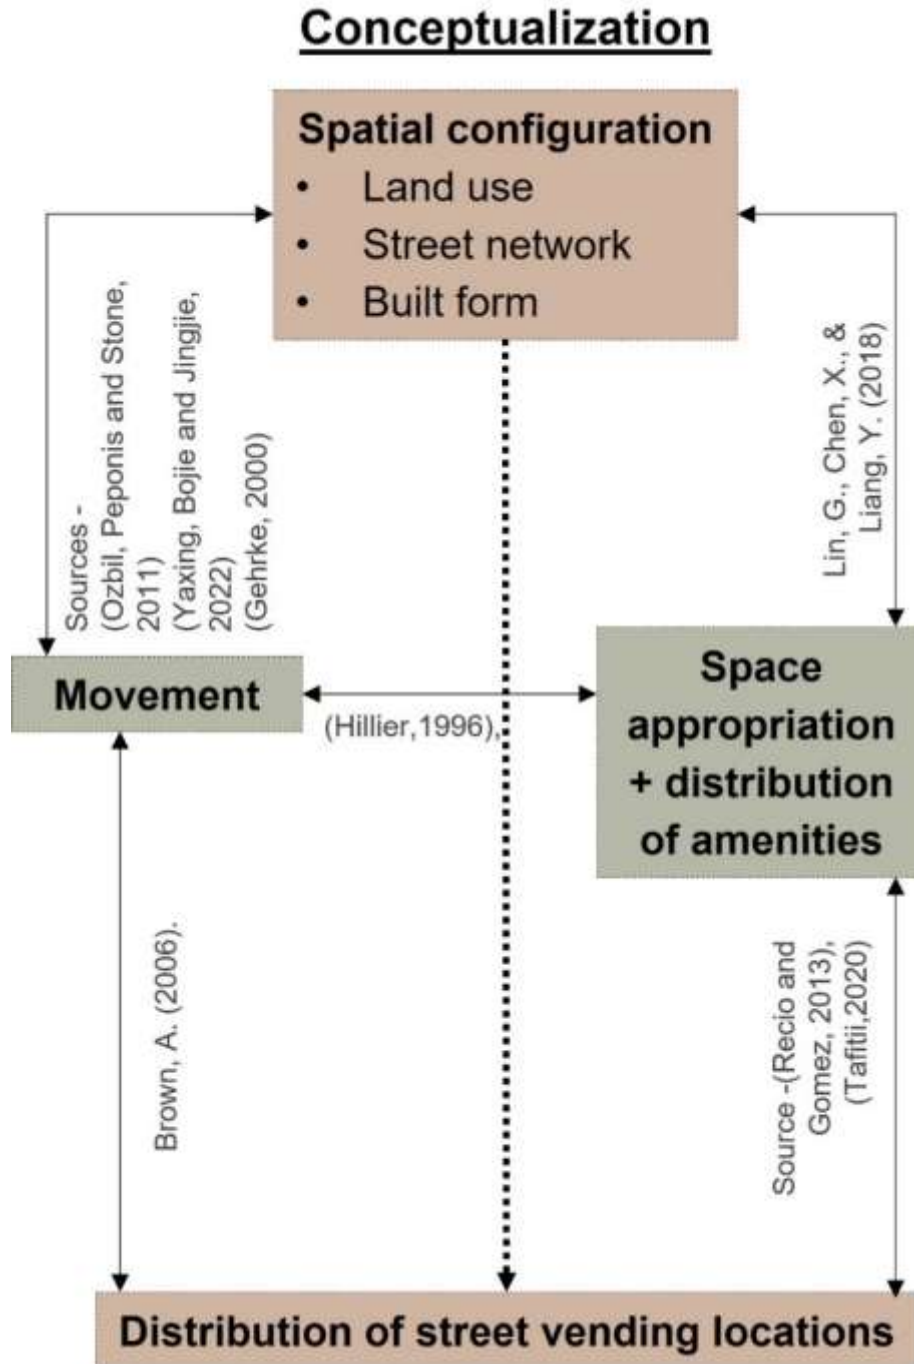 Conceptualization
Spatial configuration
• Land use
• Street network
• Built form
Sources -
(Ozbil, Peponis and Stone,
2011)
(Yaxing, Bojie and Jingjie,
2022)
(Gehrke, 2000)
Lin, G., Chen, X., &
Liang, Y. (2018)
Movement
(Hillier,1996),
Space
appropriation
+ distribution
of amenities
Brown, A. (2006).
Source -(Recio and
Gomez, 2013),
(Tafitii,2020)
Distribution of street vending locations